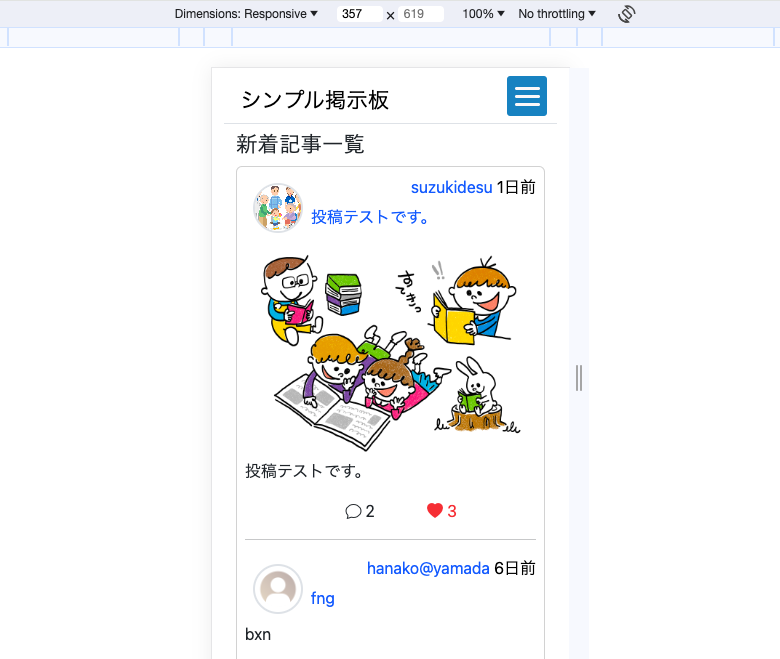 Dimensions: Responsive ▼ 357 × 619 100% ▼ No throttling ▼
シンプル掲示板
新着記事一覧
suzukidesu 1日前
投稿テストです。
すてきっ
!!
投稿テストです。
2 3
hanako@yamada 6日前
fng
bxn